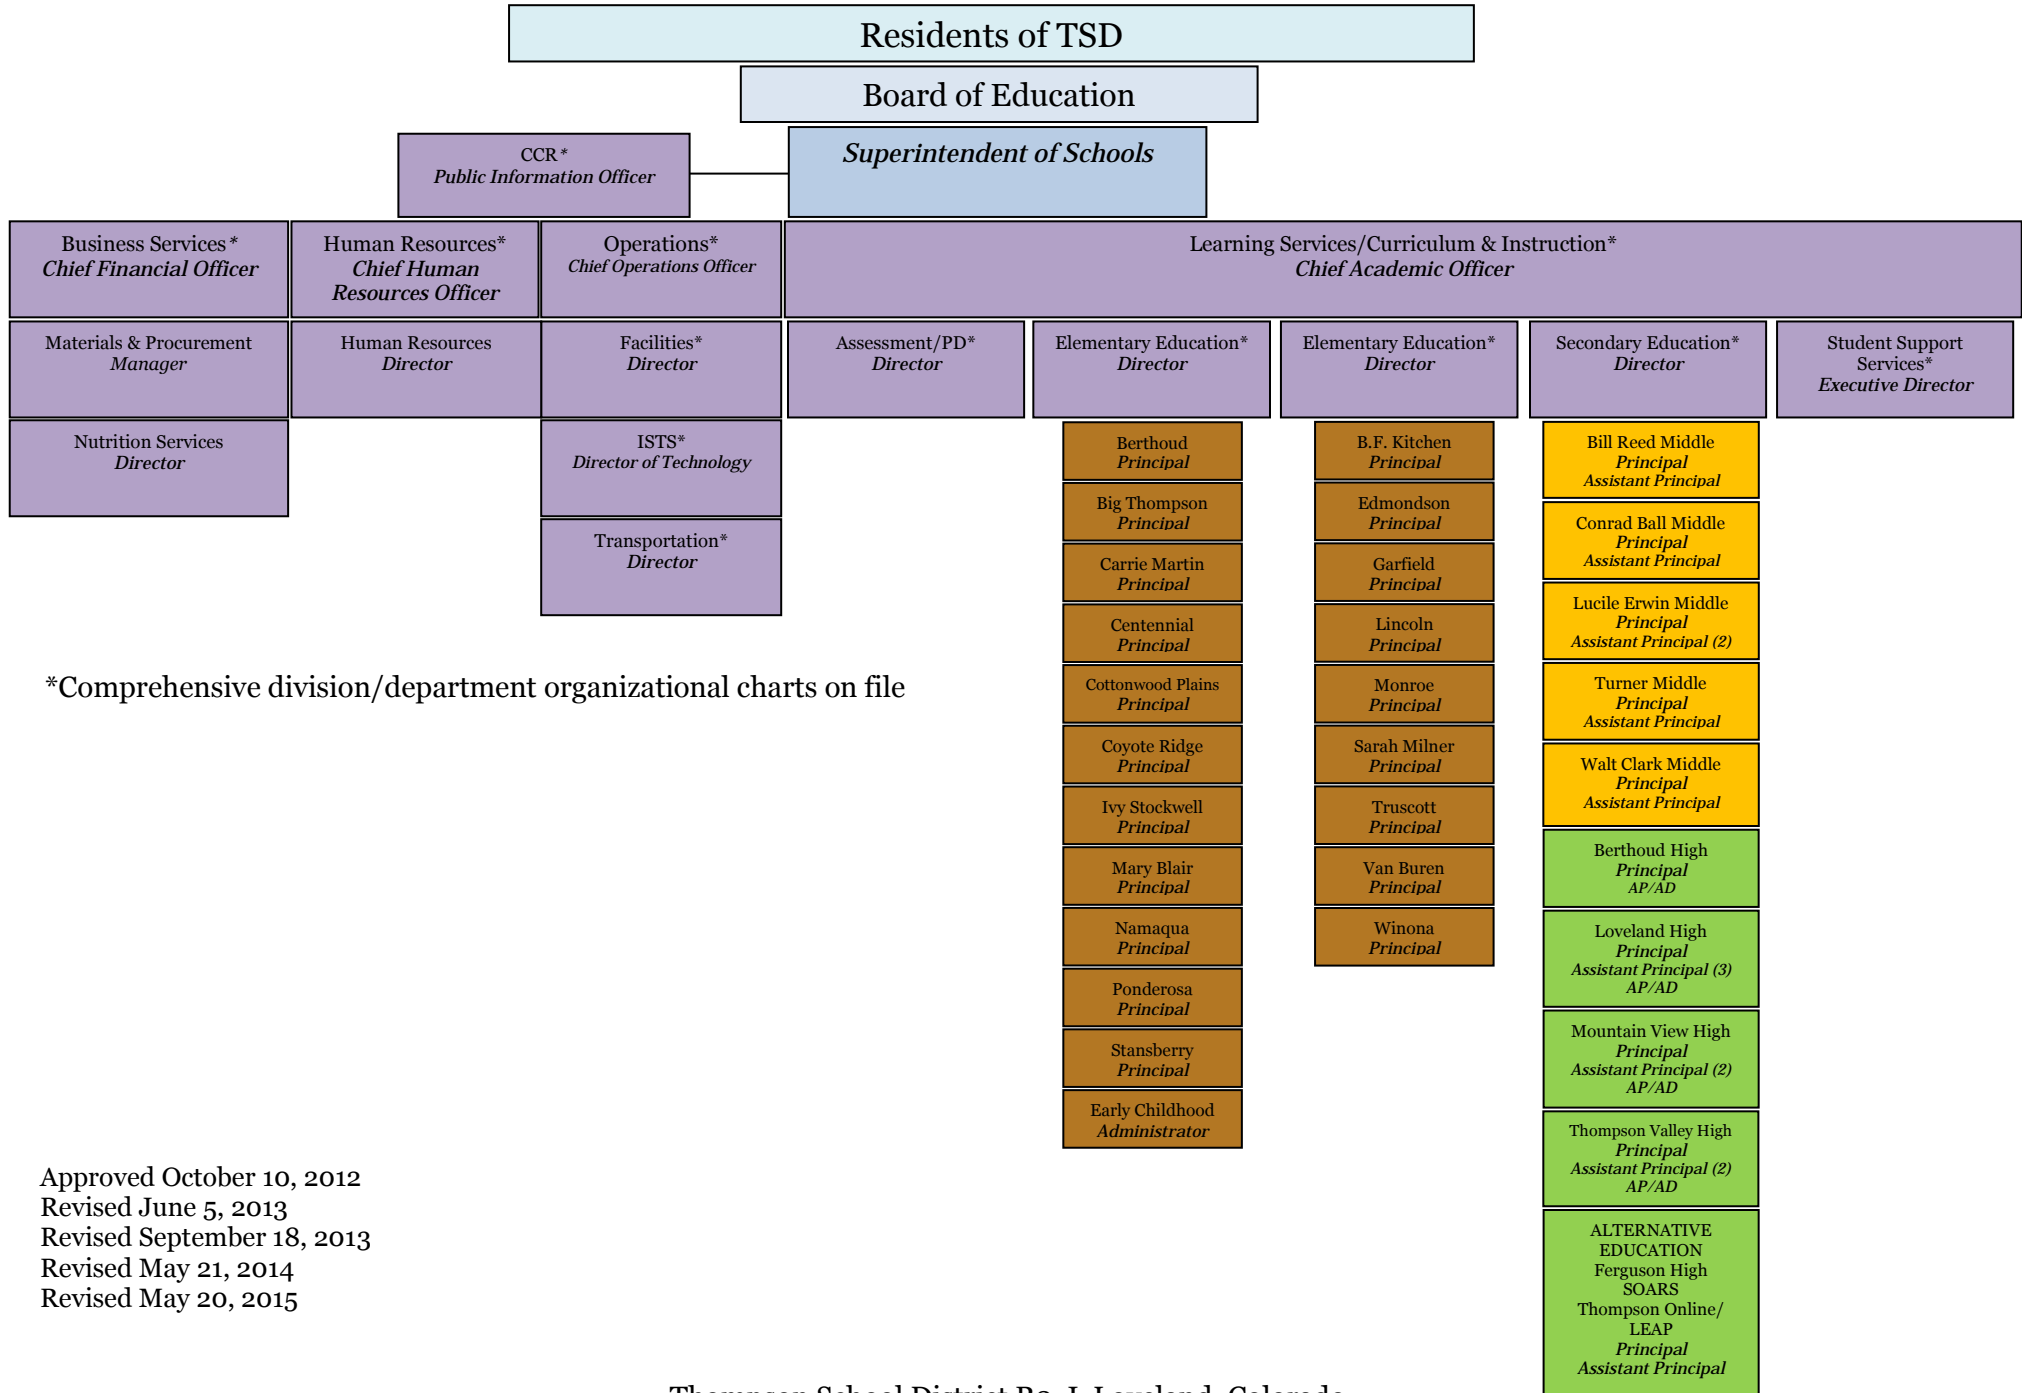 Residents of TSD
Board of Education
CCR*
Public Information Officer
Superintendent of Schools
Business Services*
Chief Financial Officer
Human Resources*
Chief Human
Resources Officer
Operations*
Chief Operations Officer
Learning Services/Curriculum & Instruction*
Chief Academic Officer
Materials & Procurement
Manager
Human Resources
Director
Facilities*
Director
Assessment/PD*
Director
Elementary Education*
Director
Elementary Education*
Director
Secondary Education*
Director
Student Support
Services*
Executive Director
Nutrition Services
Director
ISTS*
Director of Technology
Transportation*
Director
Berthoud
Principal
Big Thompson
Principal
Carrie Martin
Principal
Centennial
Principal
Cottonwood Plains
Principal
Coyote Ridge
Principal
Ivy Stockwell
Principal
Mary Blair
Principal
Namaqua
Principal
Ponderosa
Principal
Stansberry
Principal
Early Childhood
Administrator
B.F. Kitchen
Principal
Edmondson
Principal
Garfield
Principal
Lincoln
Principal
Monroe
Principal
Sarah Milner
Principal
Truscott
Principal
Van Buren
Principal
Winona
Principal
Bill Reed Middle
Principal
Assistant Principal
Conrad Ball Middle
Principal
Assistant Principal
Lucile Erwin Middle
Principal
Assistant Principal (2)
Turner Middle
Principal
Assistant Principal
Walt Clark Middle
Principal
Assistant Principal
Berthoud High
Principal
AP/AD
Loveland High
Principal
Assistant Principal (3)
AP/AD
Mountain View High
Principal
Assistant Principal (2)
AP/AD
Thompson Valley High
Principal
Assistant Principal (2)
AP/AD
ALTERNATIVE
EDUCATION
Ferguson High
SOARS
Thompson Online/
LEAP
Principal
Assistant Principal
*Comprehensive division/department organizational charts on file
Approved October 10, 2012
Revised June 5, 2013
Revised September 18, 2013
Revised May 21, 2014
Revised May 20, 2015
Thompson School District R2-J, Loveland, Colorado